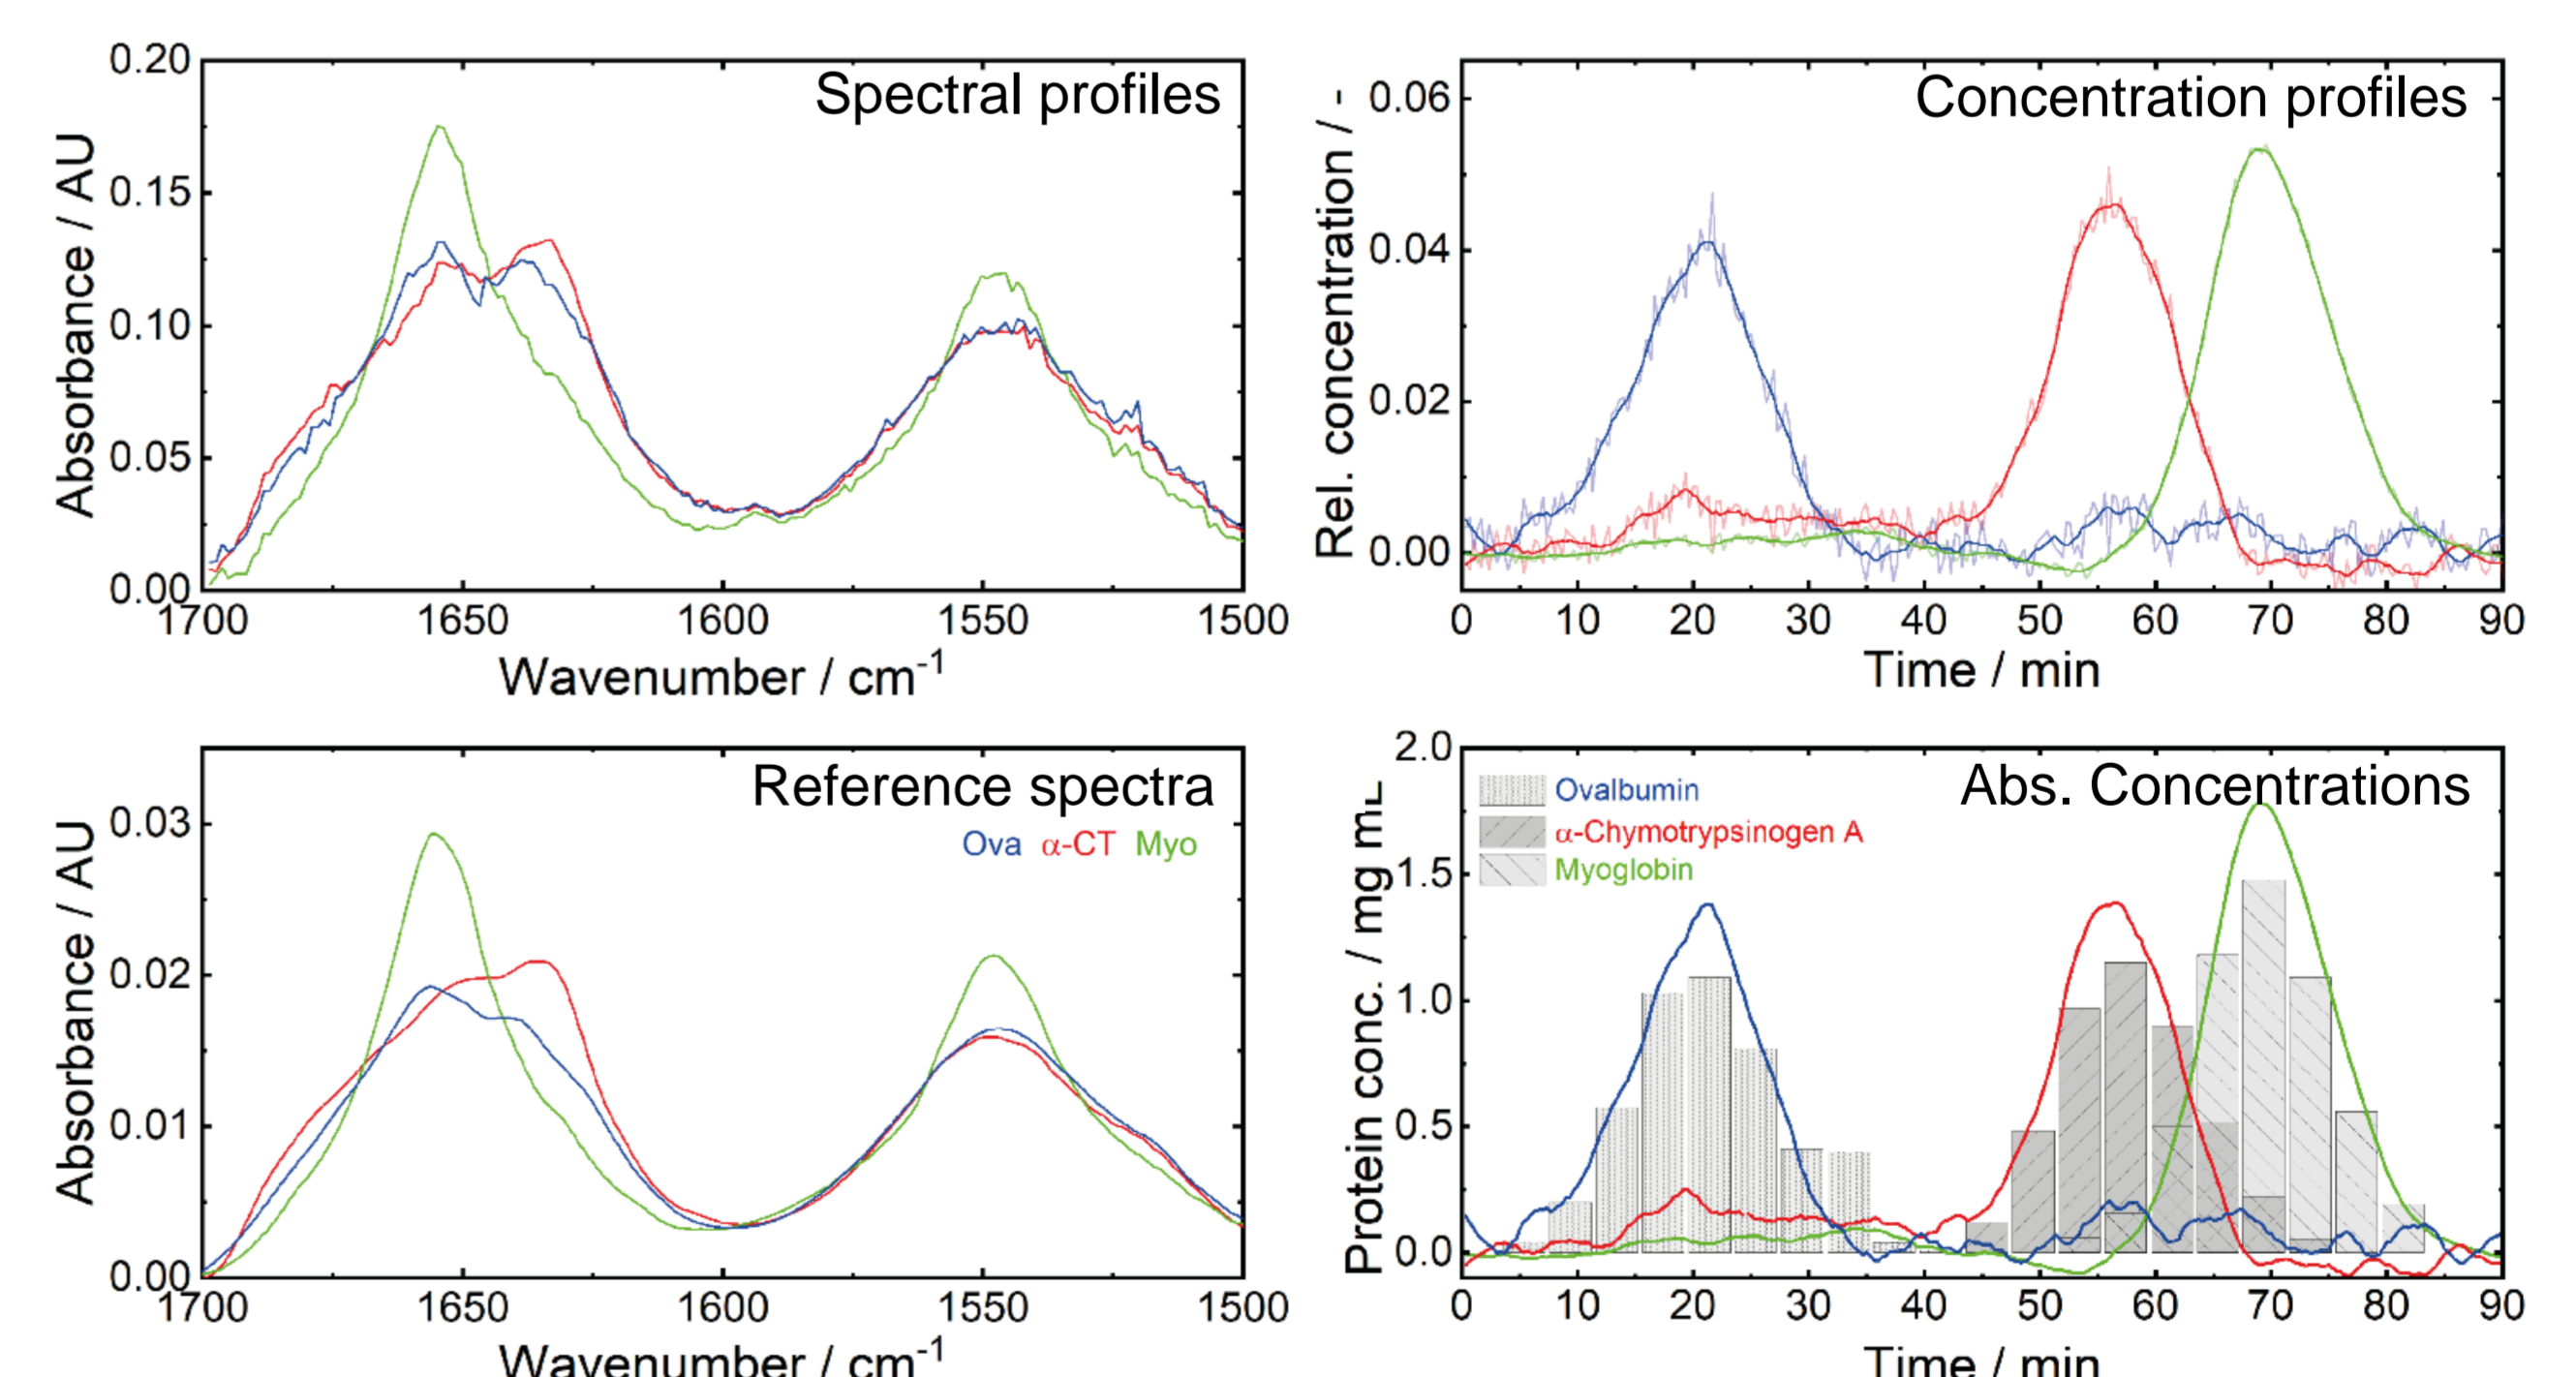 Spectral profiles
Absorbance / AU
0.20
0.15
0.10
0.05
0.00
1700 1650 1600 1550 1500
Wavenumber / cm-1
Concentration profiles
Rel. concentration / -
0.06
0.04
0.02
0.00
0 10 20 30 40 50 60 70 80 90
Time / min
Reference spectra
Ova α-CT Myo
Absorbance / AU
0.03
0.02
0.01
0.00
1700 1650 1600 1550 1500
Wavenumber / cm-1
Abs. Concentrations
Ovalbumin
α-Chymotrypsinogen A
Myoglobin
Protein conc. / mg mL
2.0
1.5
1.0
0.5
0.0
0 10 20 30 40 50 60 70 80 90
Time / min